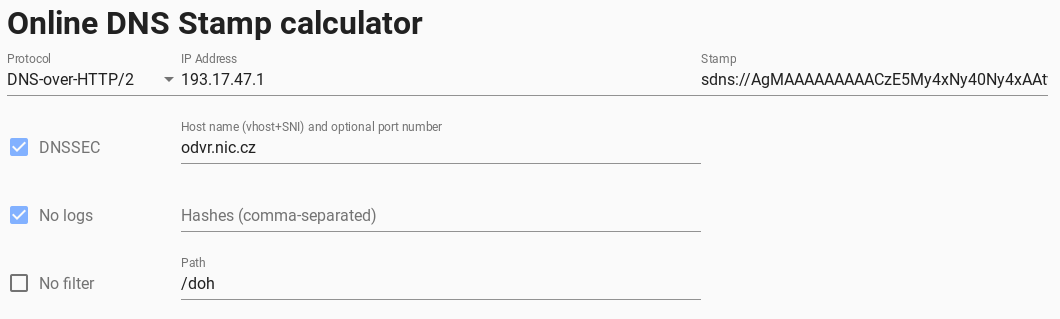 Online DNS Stamp calculator
Protocol IP Address Stamp
DNS-over-HTTP/2 193.17.47.1 sdns://AgMAAAAAAAAACzE5My4xNy40Ny4xAAt
Host name (vhost+SNI) and optional port number
DNSSEC odvr.nic.cz
No logs Hashes (comma-separated)
Path
No filter /doh